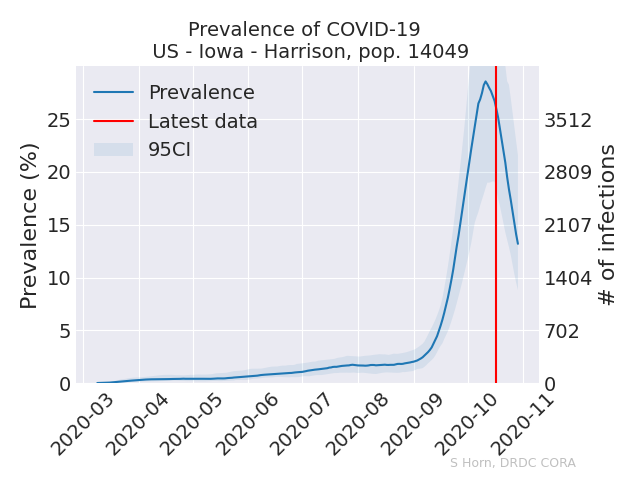 Prevalence of COVID-19
US - Iowa - Harrison, pop. 14049
Prevalence
Latest data
95CI
Prevalence (%)
25
20
15
10
5
0
# of infections
3512
2809
2107
1404
702
0
2020-03
2020-04
2020-05
2020-06
2020-07
2020-08
2020-09
2020-10
2020-11
S Horn, DRDC CORA